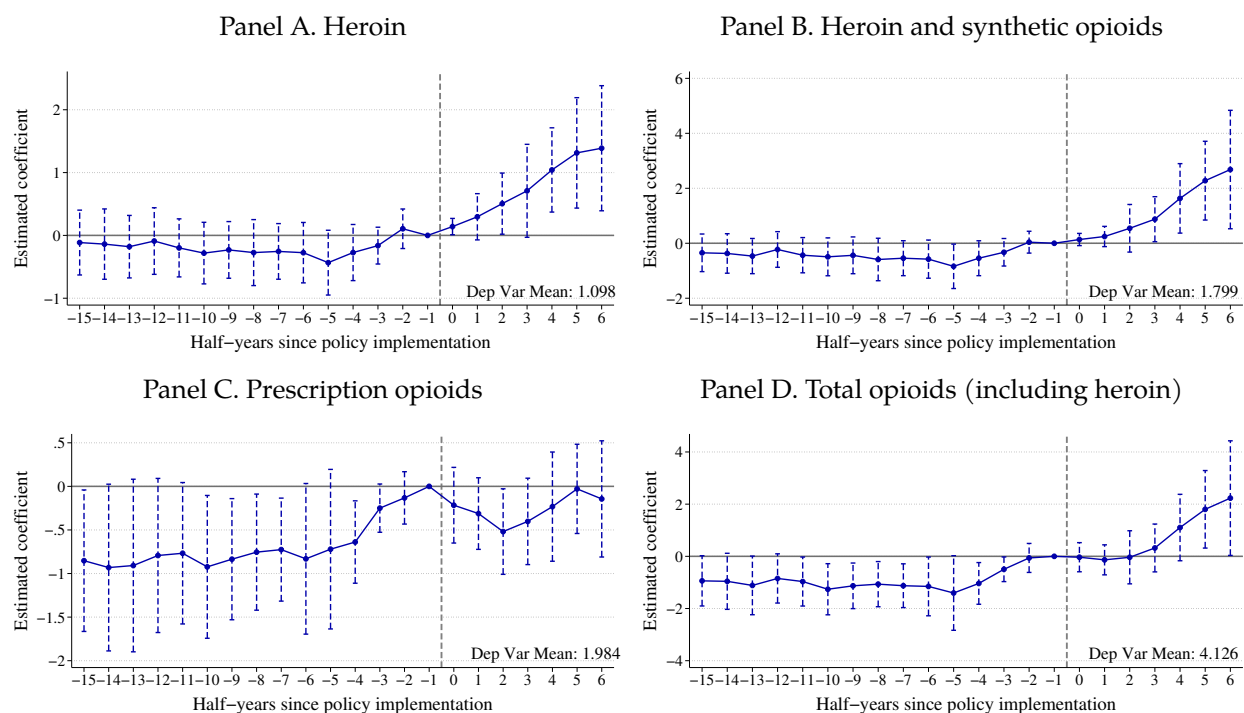 Panel A. Heroin
Estimated coefficient
2
1
0
−1
Dep Var Mean: 1.098
−15 −14 −13 −12 −11 −10 −9 −8 −7 −6 −5 −4 −3 −2 −1 0 1 2 3 4 5 6
Half−years since policy implementation
Panel B. Heroin and synthetic opioids
Estimated coefficient
6
4
2
0
−2
Dep Var Mean: 1.799
−15 −14 −13 −12 −11 −10 −9 −8 −7 −6 −5 −4 −3 −2 −1 0 1 2 3 4 5 6
Half−years since policy implementation
Panel C. Prescription opioids
Estimated coefficient
.5
0
−.5
−1
−1.5
−2
Dep Var Mean: 1.984
−15 −14 −13 −12 −11 −10 −9 −8 −7 −6 −5 −4 −3 −2 −1 0 1 2 3 4 5 6
Half−years since policy implementation
Panel D. Total opioids (including heroin)
Estimated coefficient
4
2
0
−2
−4
Dep Var Mean: 4.126
−15 −14 −13 −12 −11 −10 −9 −8 −7 −6 −5 −4 −3 −2 −1 0 1 2 3 4 5 6
Half−years since policy implementation